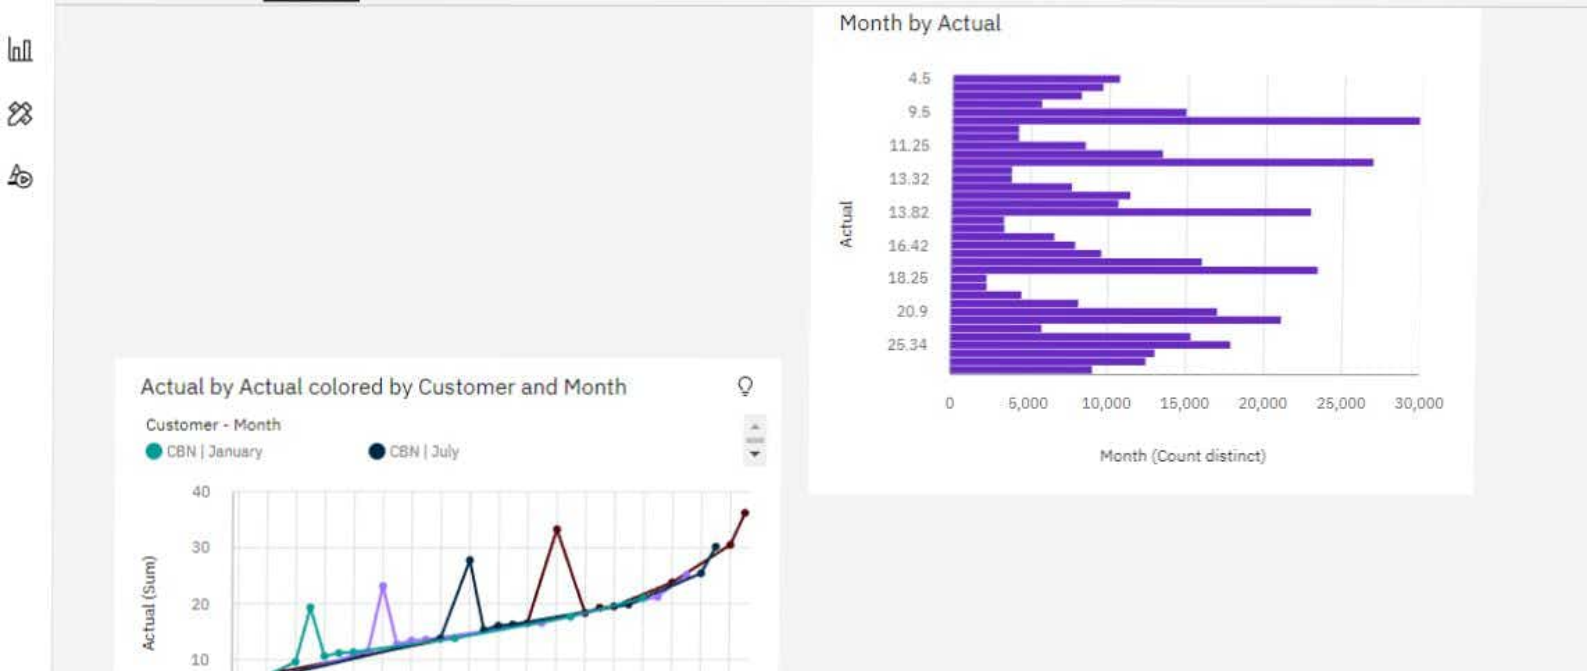 Month by Actual
4.5
9.5
11.25
13.32
13.82
16.42
18.25
20.9
25.34
Actual
0 5,000 10,000 15,000 20,000 25,000 30,000
Month (Count distinct)
Actual by Actual colored by Customer and Month
Customer - Month
CBN | January CBN | July
40
30
20
10
Actual (Sum)